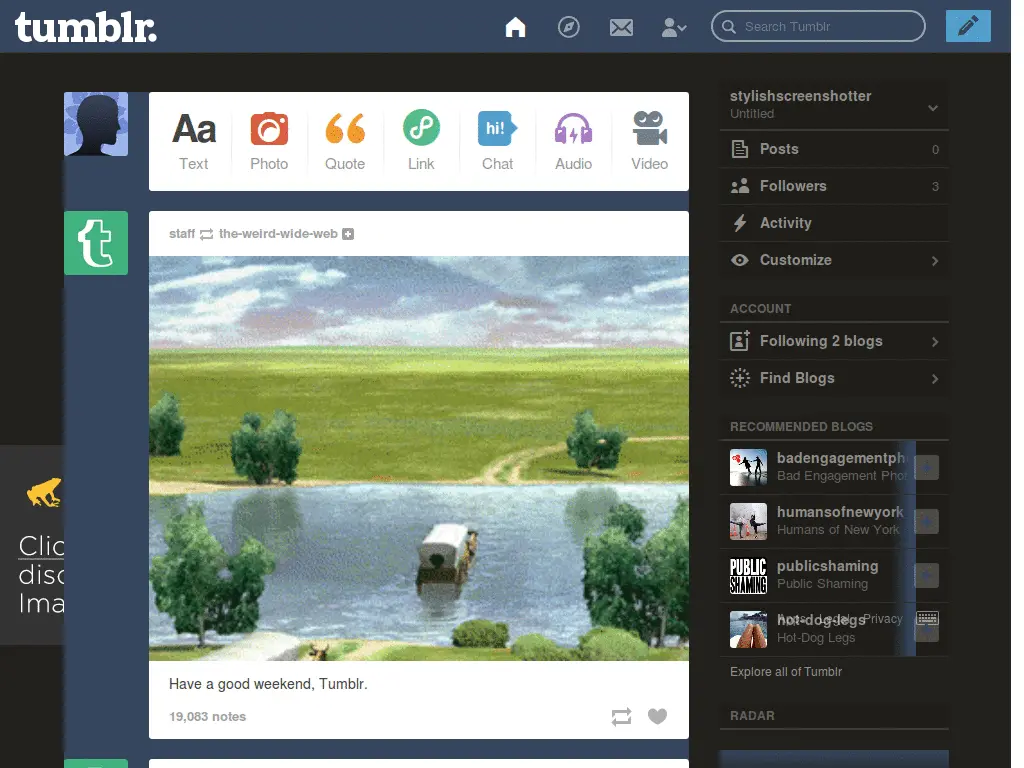 tumblr.
Search Tumblr
Aa
hi!
Text
Photo
Quote
Link
Chat
Audio
Video
t
staff the-weird-wide-web
Have a good weekend, Tumblr.
19,083 notes
Clic
disc
Ima
stylishscreenshotter
Untitled
Posts 0
Followers 3
Activity
Customize
ACCOUNT
Following 2 blogs
Find Blogs
RECOMMENDED BLOGS
badengagementph
Bad Engagement Pho
humansofnewyork
Humans of New York
PUBLIC
SHAMING
publicshaming
Public Shaming
hot-dog-legs
Apps Legal Privacy
Hot-Dog Legs
Explore all of Tumblr
RADAR